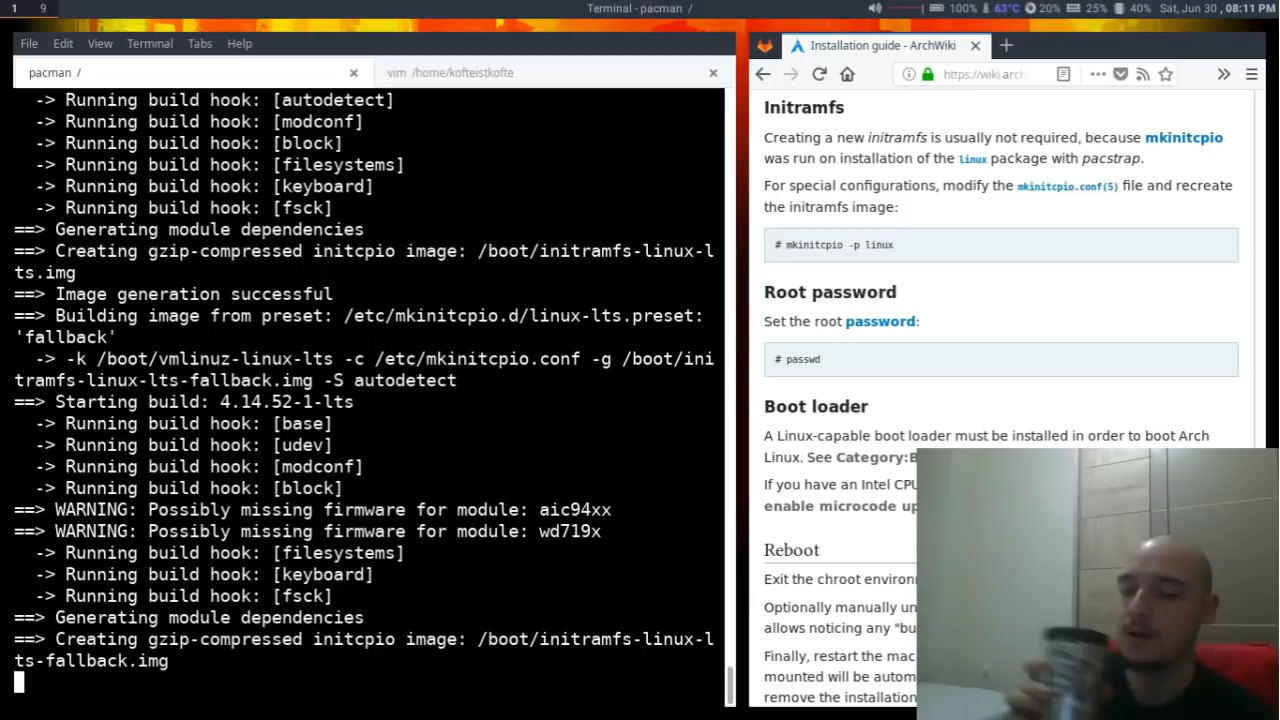 1 9 Terminal - pacman / 100% 63°C 20% 25% 40% Sat, Jun 30, 08:11 PM
File Edit View Terminal Tabs Help
pacman /
vim /home/kofteistkofte
-> Running build hook: [autodetect]
-> Running build hook: [modconf]
-> Running build hook: [block]
-> Running build hook: [filesystems]
-> Running build hook: [keyboard]
-> Running build hook: [fsck]
==> Generating module dependencies
==> Creating gzip-compressed initcpio image: /boot/initramfs-linux-l
ts.img
==> Image generation successful
==> Building image from preset: /etc/mkinitcpio.d/linux-lts.preset:
'fallback'
-> -k /boot/vmlinuz-linux-lts -c /etc/mkinitcpio.conf -g /boot/ini
tramfs-linux-lts-fallback.img -S autodetect
==> Starting build: 4.14.52-1-lts
-> Running build hook: [base]
-> Running build hook: [udev]
-> Running build hook: [modconf]
-> Running build hook: [block]
==> WARNING: Possibly missing firmware for module: aic94xx
==> WARNING: Possibly missing firmware for module: wd719x
-> Running build hook: [filesystems]
-> Running build hook: [keyboard]
-> Running build hook: [fsck]
==> Generating module dependencies
==> Creating gzip-compressed initcpio image: /boot/initramfs-linux-l
ts-fallback.img
Installation guide - ArchWiki
https://wiki.arch
Initramfs
Creating a new initramfs is usually not required, because mkinitcpio
was run on installation of the linux package with pacstrap.
For special configurations, modify the mkinitcpio.conf(5) file and recreate
the initramfs image:
# mkinitcpio -p linux
Root password
Set the root password:
# passwd
Boot loader
A Linux-capable boot loader must be installed in order to boot Arch
Linux. See Category:B
If you have an Intel CPU
enable microcode up
Reboot
Exit the chroot environ
Optionally manually un
allows noticing any "bu
Finally, restart the mac
mounted will be autom
remove the installation